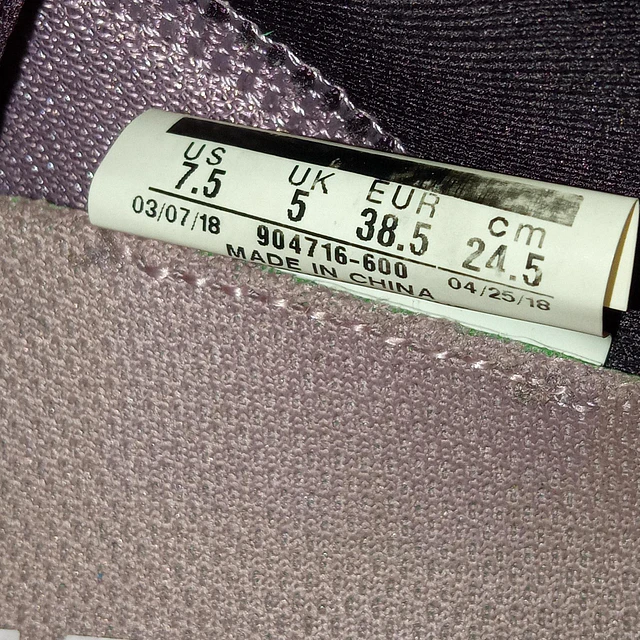 US UK EUR cm
7.5 5 38.5 24.5
03/07/18 904716-600 04/25/18
MADE IN CHINA